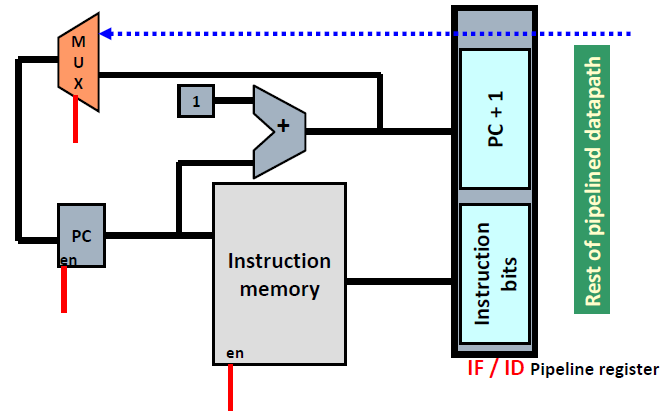 M
U
X
1
+
PC + 1
PC
en
Instruction
memory
en
Instruction
bits
Rest of pipelined datapath
IF / ID Pipeline register